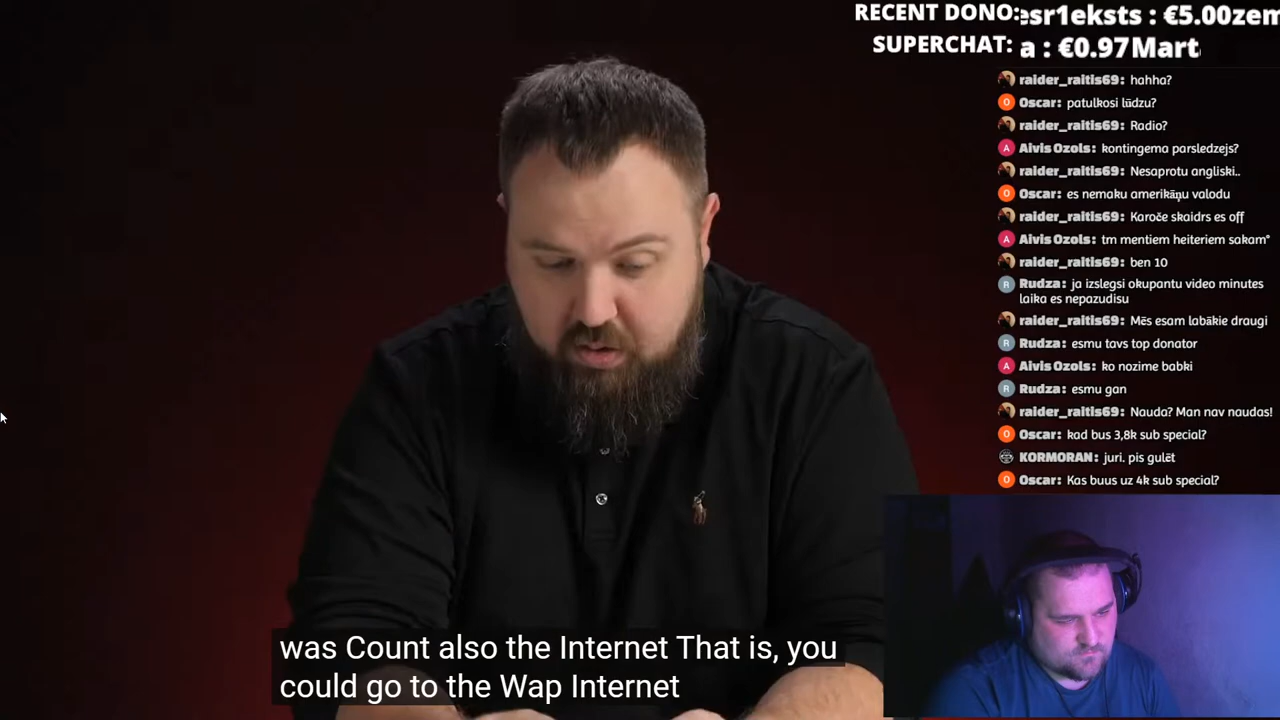 RECENT DONO: esr1eksts : €5.00zem
SUPERCHAT: a : €0.97Mart
raider_raitis69: hahha?
Oscar: patulkosi lūdzu?
raider_raitis69: Radio?
Aivis Ozols: kontingema parsledzejs?
raider_raitis69: Nesaprotu angliski..
Oscar: es nemaku amerikāņu valodu
raider_raitis69: Karoče skaidrs es off
Aivis Ozols: tm mentiem heiteriem sakam*
raider_raitis69: ben 10
Rudza: ja izslegsi okupantu video minutes
laika es nepazudisu
raider_raitis69: Mēs esam labākie draugi
Rudza: esmu tavs top donator
Aivis Ozols: ko nozime babki
Rudza: esmu gan
raider_raitis69: Nauda? Man nav naudas!
Oscar: kad bus 3,8k sub special?
KORMORAN: juri. pis gulēt
Oscar: Kas buus uz 4k sub special?
was Count also the Internet That is, you
could go to the Wap Internet